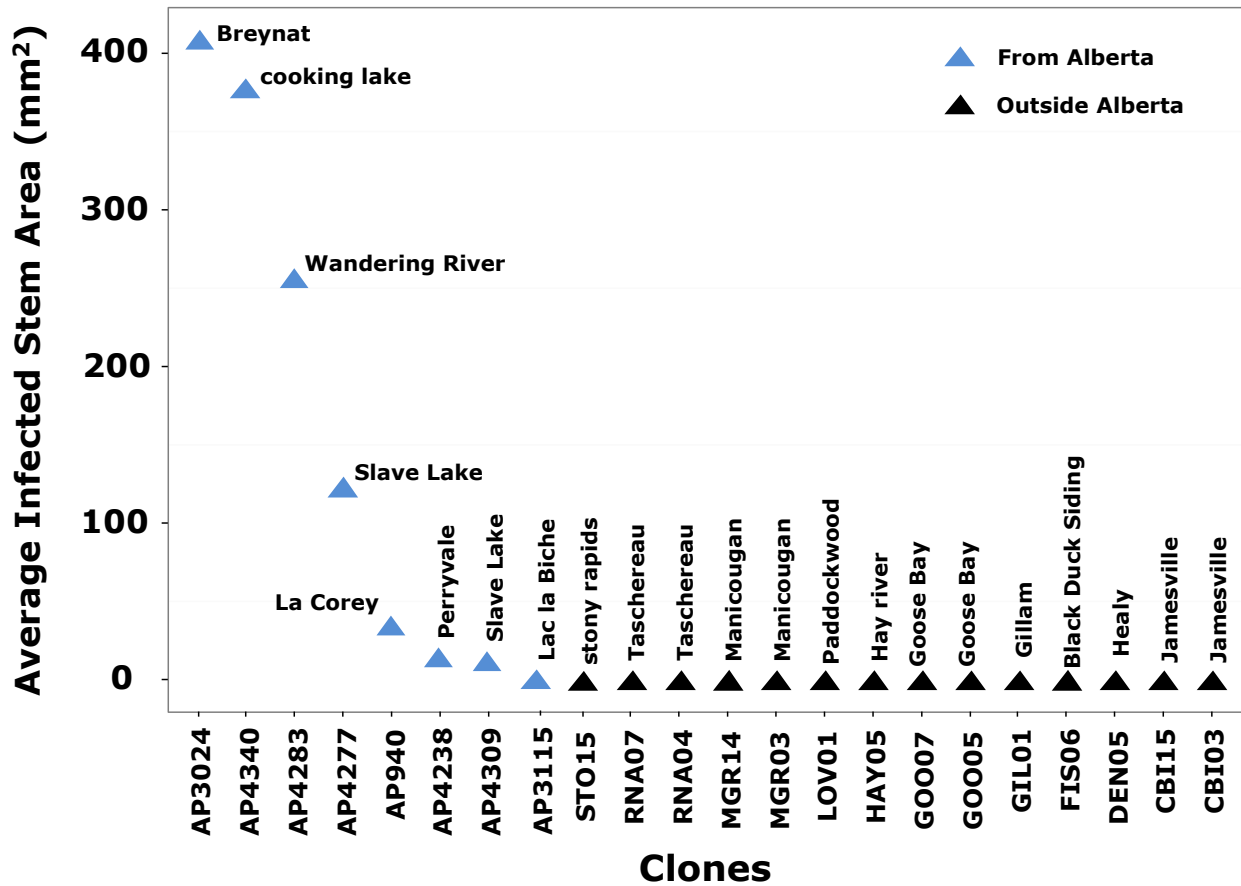 Average Infected Stem Area (mm²)
400
300
200
100
0
Breynat
cooking lake
Wandering River
Slave Lake
La Corey
Perryvale
Slave Lake
Lac la Biche
stony rapids
Taschereau
Taschereau
Manicougan
Manicougan
Paddockwood
Hay river
Goose Bay
Goose Bay
Gillam
Black Duck Siding
Healy
Jamesville
Jamesville
From Alberta
Outside Alberta
AP3024
AP4340
AP4283
AP4277
AP940
AP4238
AP4309
AP3115
STO15
RNA07
RNA04
MGR14
MGR03
LOV01
HAY05
GOO07
GOO05
GIL01
FIS06
DEN05
CBI15
CBI03
Clones